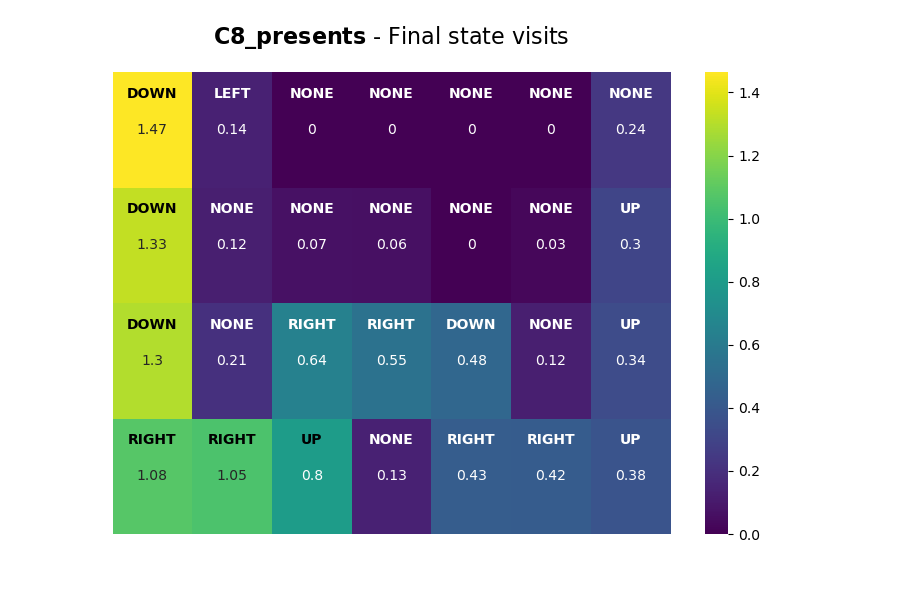 C8_presents - Final state visits
DOWN LEFT NONE NONE NONE NONE NONE
1.47 0.14 0 0 0 0 0.24
DOWN NONE NONE NONE NONE NONE UP
1.33 0.12 0.07 0.06 0 0.03 0.3
DOWN NONE RIGHT RIGHT DOWN NONE UP
1.3 0.21 0.64 0.55 0.48 0.12 0.34
RIGHT RIGHT UP NONE RIGHT RIGHT UP
1.08 1.05 0.8 0.13 0.43 0.42 0.38
1.4
1.2
1.0
0.8
0.6
0.4
0.2
0.0